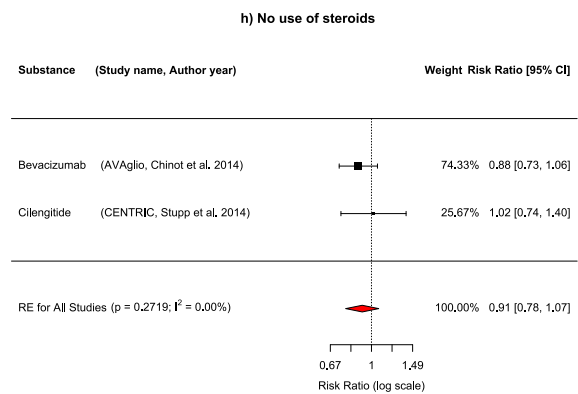 h) No use of steroids
Substance (Study name, Author year) Weight Risk Ratio [95% CI]
Bevacizumab (AVAglio, Chinot et al. 2014) 74.33% 0.88 [0.73, 1.06]
Cilengitide (CENTRIC, Stupp et al. 2014) 25.67% 1.02 [0.74, 1.40]
RE for All Studies (p = 0.2719; I² = 0.00%) 100.00% 0.91 [0.78, 1.07]
0.67 1 1.49
Risk Ratio (log scale)